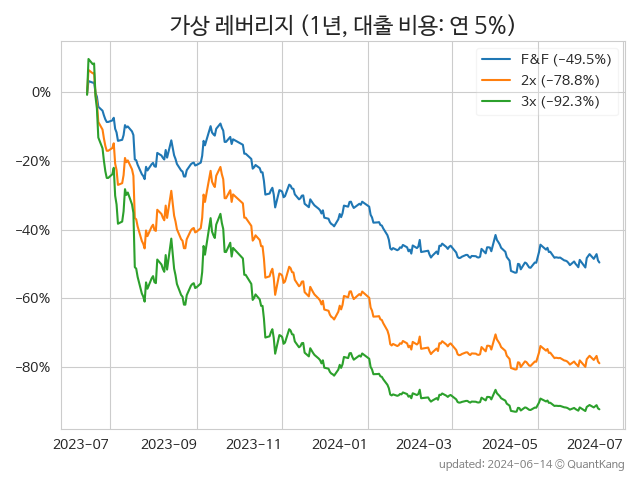 가상 레버리지 (1년, 대출 비용: 연 5%)
F&F (−49.5%)
2x (−78.8%)
3x (−92.3%)
0%
−20%
−40%
−60%
−80%
2023-07 2023-09 2023-11 2024-01 2024-03 2024-05 2024-07
updated: 2024-06-14 © QuantKang